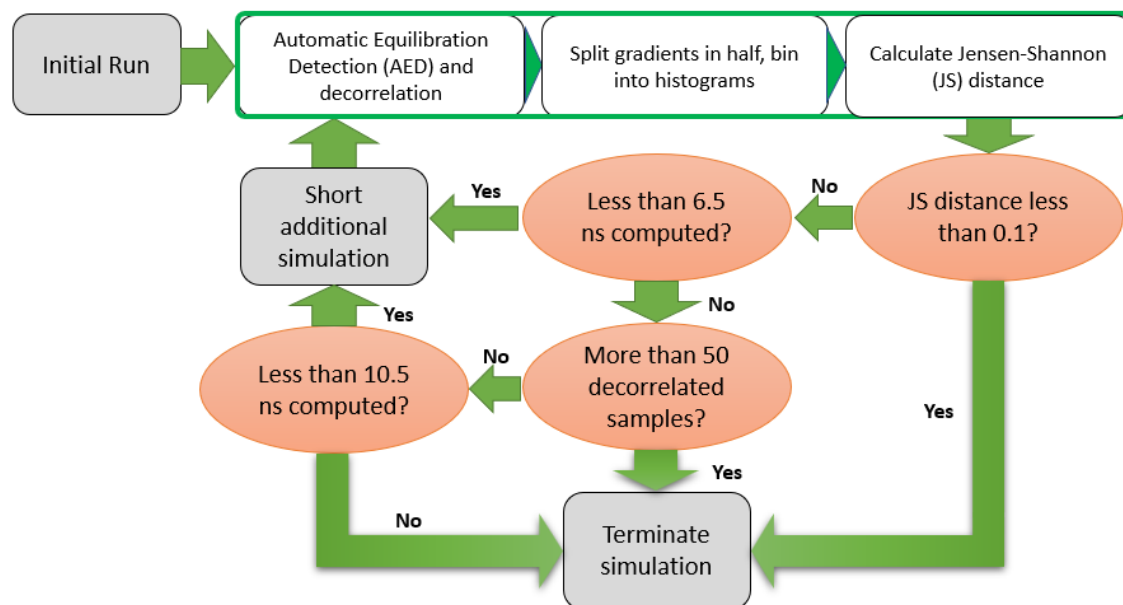 Initial Run
Automatic Equilibration
Detection (AED) and
decorrelation
Split gradients in half, bin
into histograms
Calculate Jensen-Shannon
(JS) distance
Short
additional
simulation
Yes
Less than 6.5
ns computed?
No
JS distance less
than 0.1?
Yes
No
Less than 10.5
ns computed?
No
More than 50
decorrelated
samples?
Yes
Yes
No
Terminate
simulation